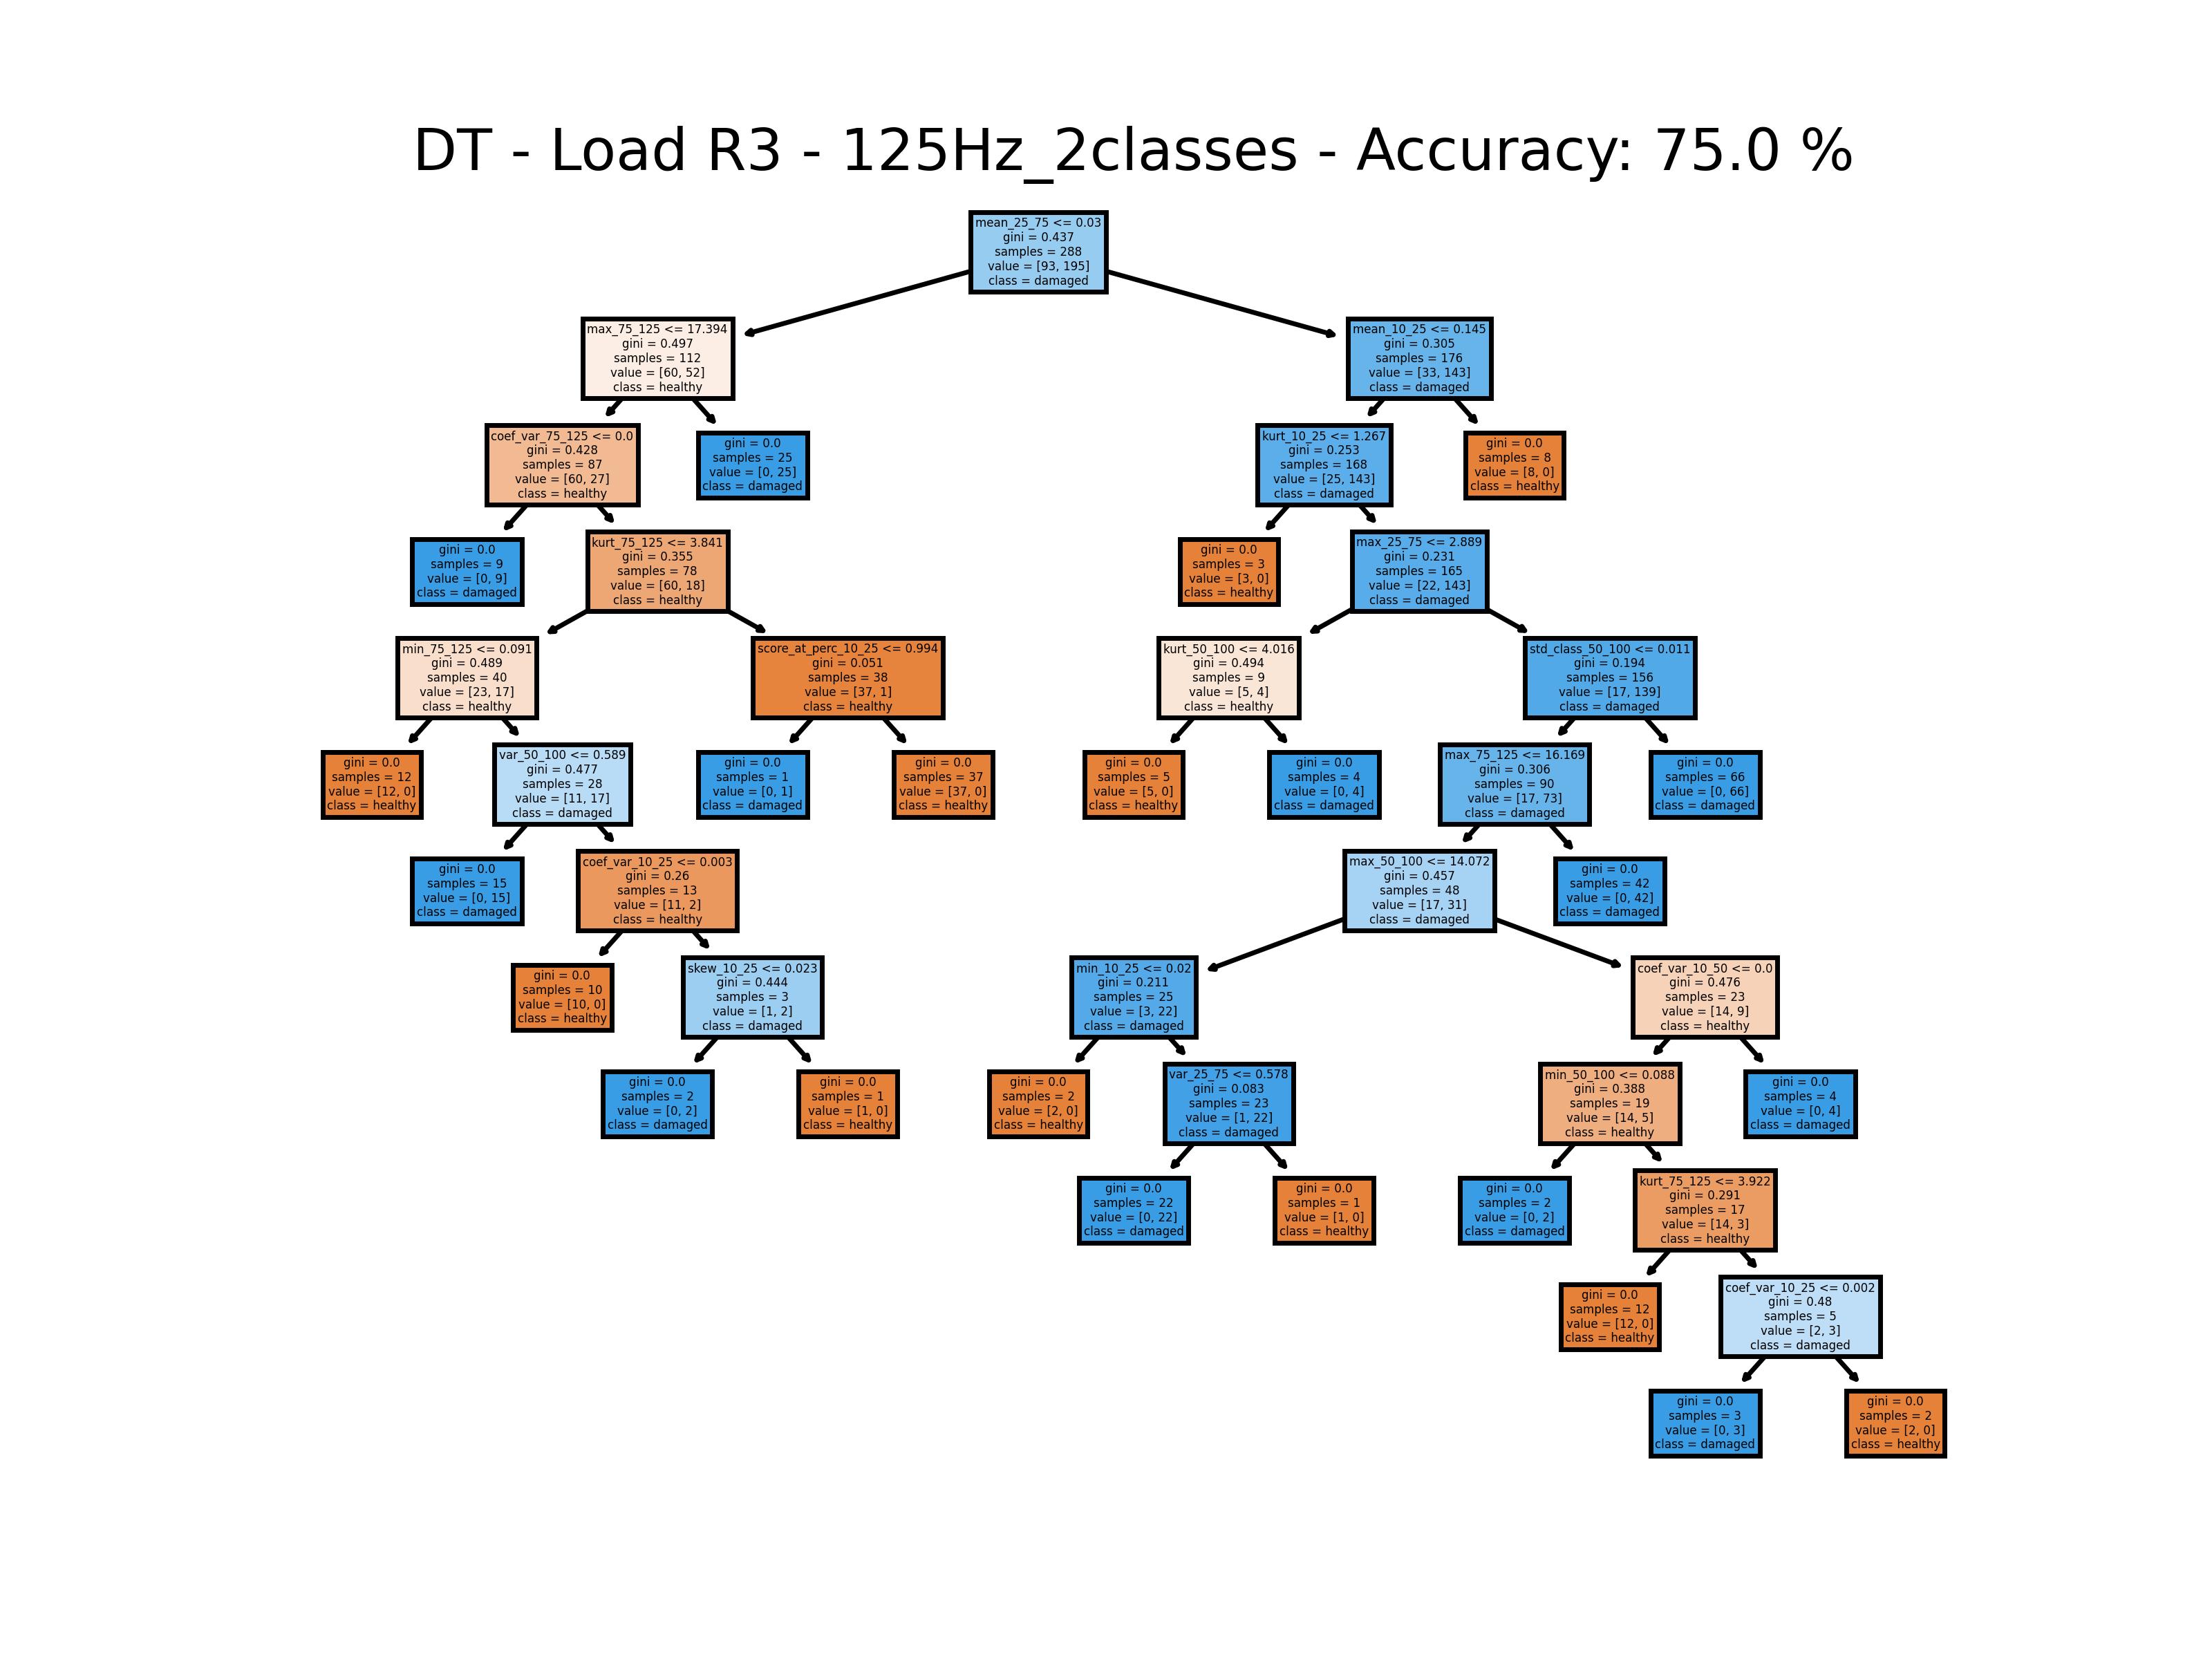 DT - Load R3 - 125Hz_2classes - Accuracy: 75.0 %
mean_25_75 <= 0.03
gini = 0.437
samples = 288
value = [93, 195]
class = damaged
max_75_125 <= 17.394
gini = 0.497
samples = 112
value = [60, 52]
class = healthy
mean_10_25 <= 0.145
gini = 0.305
samples = 176
value = [33, 143]
class = damaged
coef_var_75_125 <= 0.0
gini = 0.428
samples = 87
value = [60, 27]
class = healthy
gini = 0.0
samples = 25
value = [0, 25]
class = damaged
kurt_10_25 <= 1.267
gini = 0.253
samples = 168
value = [25, 143]
class = damaged
gini = 0.0
samples = 8
value = [8, 0]
class = healthy
gini = 0.0
samples = 9
value = [0, 9]
class = damaged
kurt_75_125 <= 3.841
gini = 0.355
samples = 78
value = [60, 18]
class = healthy
gini = 0.0
samples = 3
value = [3, 0]
class = healthy
max_25_75 <= 2.889
gini = 0.231
samples = 165
value = [22, 143]
class = damaged
min_75_125 <= 0.091
gini = 0.489
samples = 40
value = [23, 17]
class = healthy
score_at_perc_10_25 <= 0.994
gini = 0.051
samples = 38
value = [37, 1]
class = healthy
kurt_50_100 <= 4.016
gini = 0.494
samples = 9
value = [5, 4]
class = healthy
std_class_50_100 <= 0.011
gini = 0.194
samples = 156
value = [17, 139]
class = damaged
gini = 0.0
samples = 12
value = [12, 0]
class = healthy
var_50_100 <= 0.589
gini = 0.477
samples = 28
value = [11, 17]
class = damaged
gini = 0.0
samples = 1
value = [0, 1]
class = damaged
gini = 0.0
samples = 37
value = [37, 0]
class = healthy
gini = 0.0
samples = 5
value = [5, 0]
class = healthy
gini = 0.0
samples = 4
value = [0, 4]
class = damaged
max_75_125 <= 16.169
gini = 0.306
samples = 90
value = [17, 73]
class = damaged
gini = 0.0
samples = 66
value = [0, 66]
class = damaged
gini = 0.0
samples = 15
value = [0, 15]
class = damaged
coef_var_10_25 <= 0.003
gini = 0.26
samples = 13
value = [11, 2]
class = healthy
max_50_100 <= 14.072
gini = 0.457
samples = 48
value = [17, 31]
class = damaged
gini = 0.0
samples = 42
value = [0, 42]
class = damaged
gini = 0.0
samples = 10
value = [10, 0]
class = healthy
skew_10_25 <= 0.023
gini = 0.444
samples = 3
value = [1, 2]
class = damaged
min_10_25 <= 0.02
gini = 0.211
samples = 25
value = [3, 22]
class = damaged
coef_var_10_50 <= 0.0
gini = 0.476
samples = 23
value = [14, 9]
class = healthy
gini = 0.0
samples = 2
value = [0, 2]
class = damaged
gini = 0.0
samples = 1
value = [1, 0]
class = healthy
gini = 0.0
samples = 2
value = [2, 0]
class = healthy
var_25_75 <= 0.578
gini = 0.083
samples = 23
value = [1, 22]
class = damaged
min_50_100 <= 0.088
gini = 0.388
samples = 19
value = [14, 5]
class = healthy
gini = 0.0
samples = 4
value = [0, 4]
class = damaged
gini = 0.0
samples = 22
value = [0, 22]
class = damaged
gini = 0.0
samples = 1
value = [1, 0]
class = healthy
gini = 0.0
samples = 2
value = [0, 2]
class = damaged
kurt_75_125 <= 3.922
gini = 0.291
samples = 17
value = [14, 3]
class = healthy
gini = 0.0
samples = 12
value = [12, 0]
class = healthy
coef_var_10_25 <= 0.002
gini = 0.48
samples = 5
value = [2, 3]
class = damaged
gini = 0.0
samples = 3
value = [0, 3]
class = damaged
gini = 0.0
samples = 2
value = [2, 0]
class = healthy